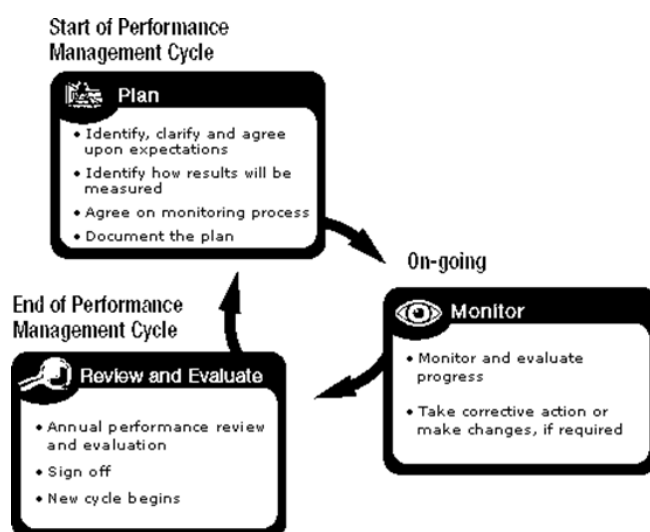 Start of Performance
Management Cycle
Plan
• Identify, clarify and agree
upon expectations
• Identify how results will be
measured
• Agree on monitoring process
• Document the plan
On-going
Monitor
• Monitor and evaluate
progress
• Take corrective action or
make changes, if required
End of Performance
Management Cycle
Review and Evaluate
• Annual performance review
and evaluation
• Sign off
• New cycle begins